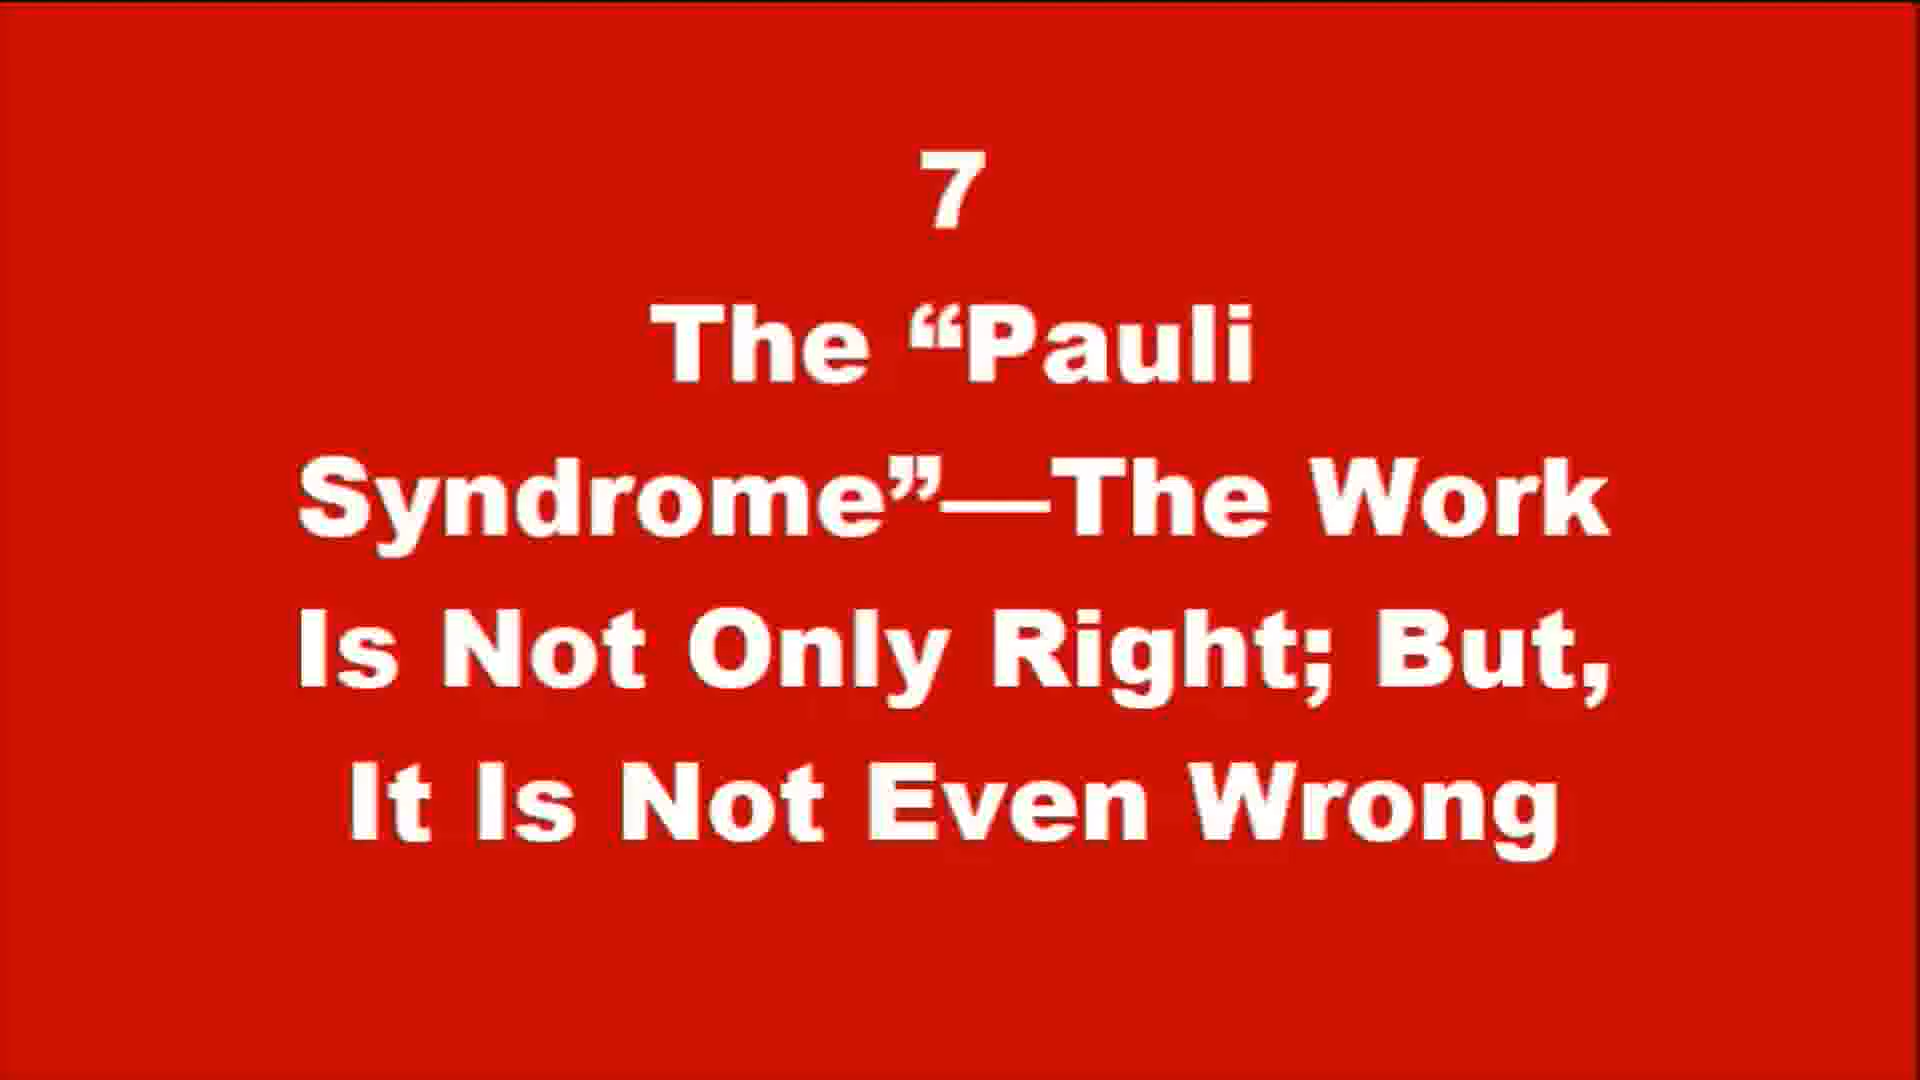 7
The “Pauli
Syndrome”—The Work
Is Not Only Right; But,
It Is Not Even Wrong